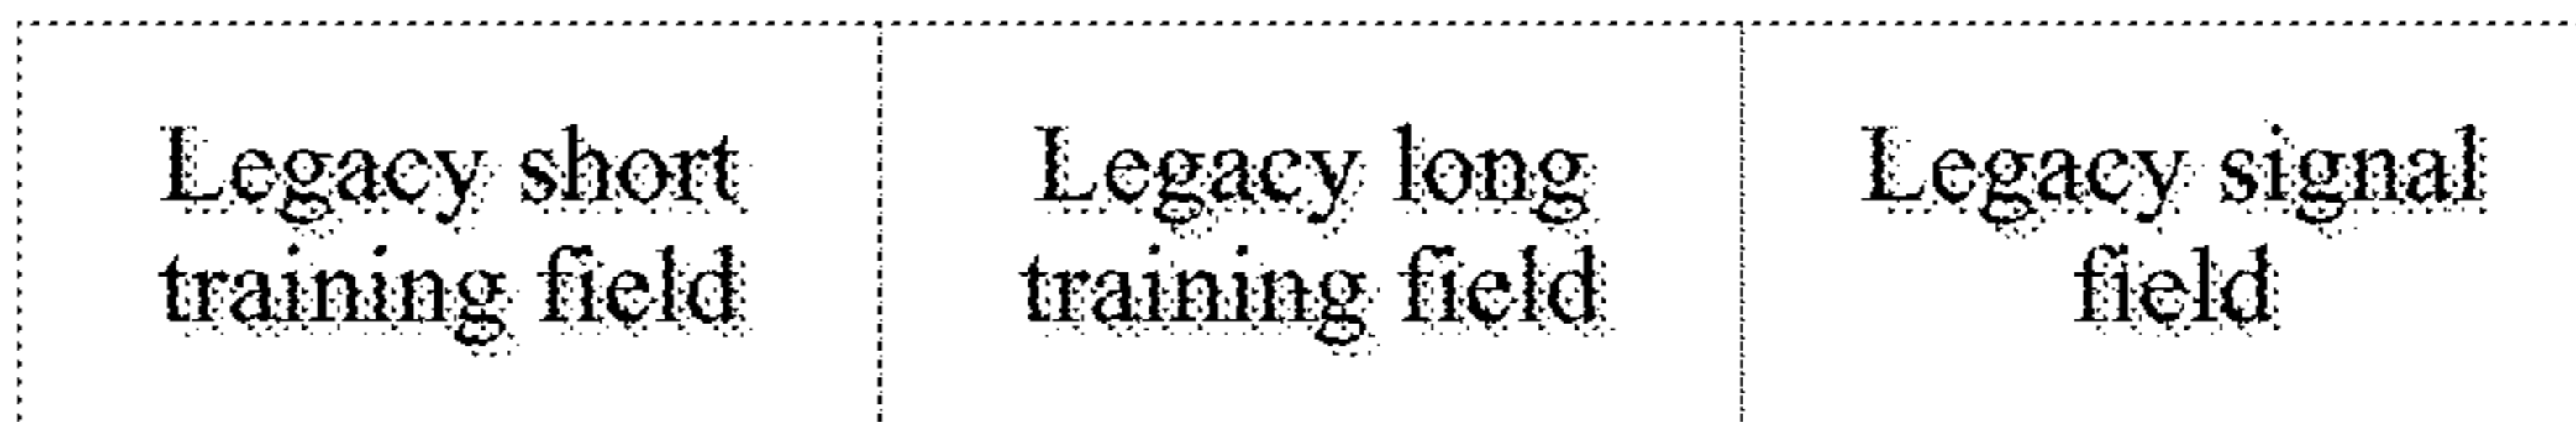 Legacy short
training field
Legacy long
training field
Legacy signal
field